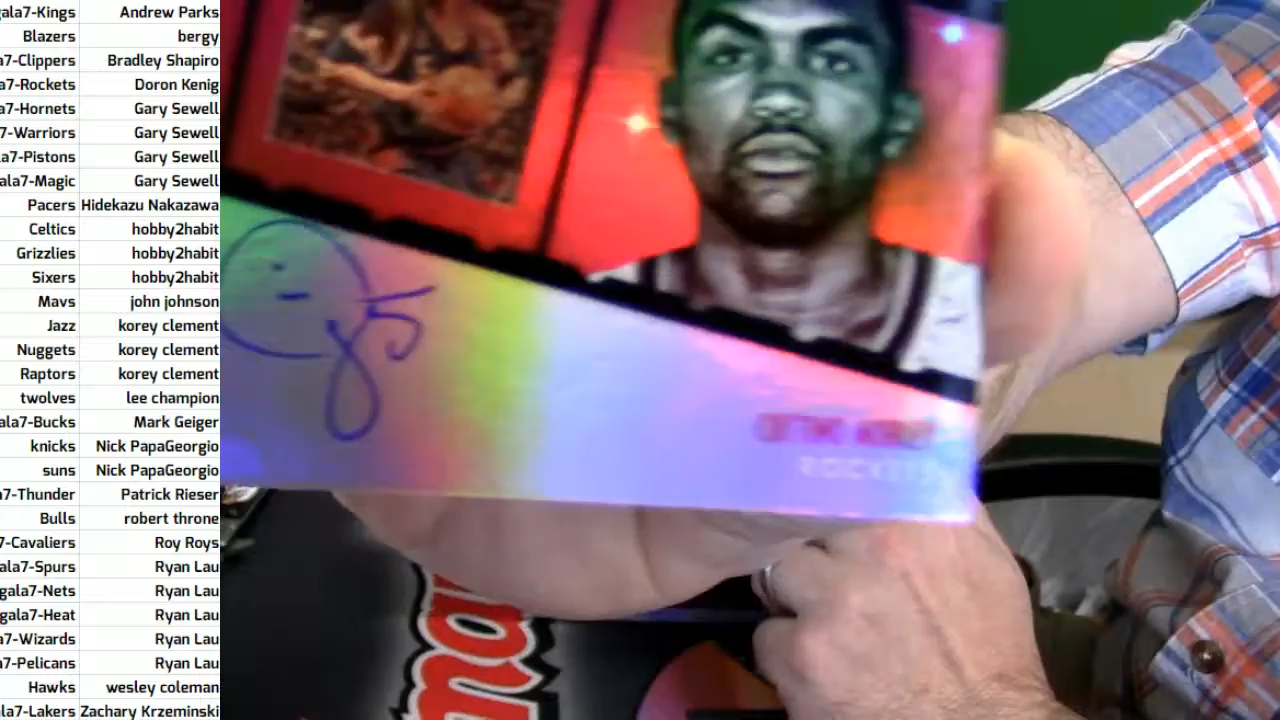 gala7-Kings Andrew Parks
Blazers bergy
a7-Clippers Bradley Shapiro
a7-Rockets Doron Kenig
a7-Hornets Gary Sewell
7-Warriors Gary Sewell
la7-Pistons Gary Sewell
ala7-Magic Gary Sewell
Pacers Hidekazu Nakazawa
Celtics hobby2habit
Grizzlies hobby2habit
Sixers hobby2habit
Mavs john johnson
Jazz korey clement
Nuggets korey clement
Raptors korey clement
twolves lee champion
ala7-Bucks Mark Geiger
knicks Nick PapaGeorgio
suns Nick PapaGeorgio
a7-Thunder Patrick Rieser
Bulls robert throne
7-Cavaliers Roy Roys
ala7-Spurs Ryan Lau
gala7-Nets Ryan Lau
gala7-Heat Ryan Lau
a7-Wizards Ryan Lau
a7-Pelicans Ryan Lau
Hawks wesley coleman
ala7-Lakers Zachary Krzeminski
ROCKETS